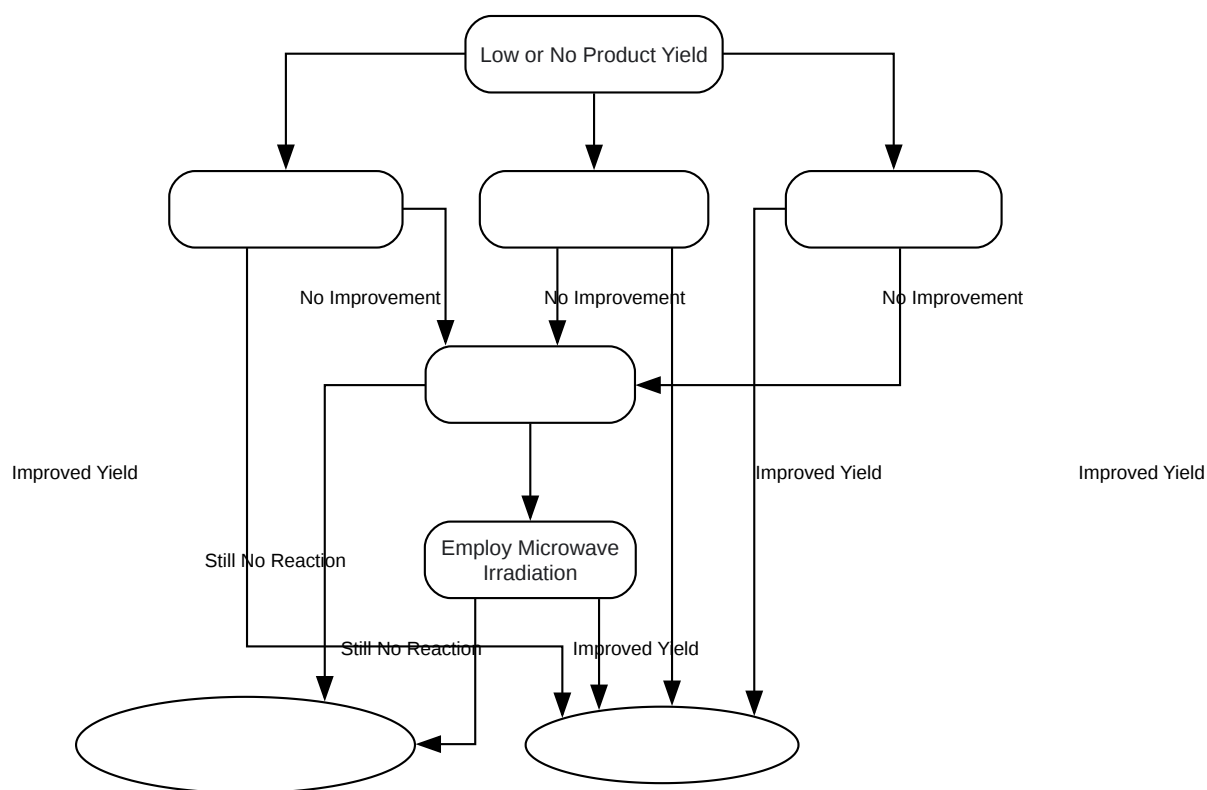 Low or No Product Yield
No Improvement
No Improvement
No Improvement
Improved Yield
Improved Yield
Improved Yield
Employ Microwave
Irradiation
Still No Reaction
Still No Reaction
Improved Yield